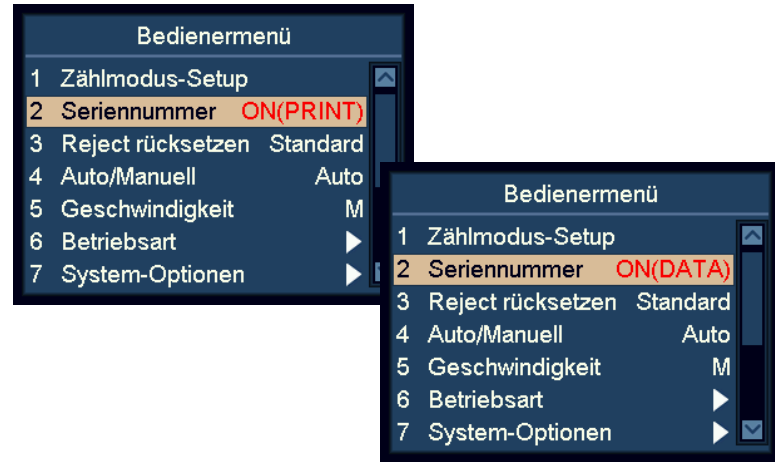 Bedienermenü
1 Zählmodus-Setup
2 Seriennummer ON(PRINT)
3 Reject rücksetzen Standard
4 Auto/Manuell Auto
5 Geschwindigkeit M
6 Betriebsart
7 System-Optionen
Bedienermenü
1 Zählmodus-Setup
2 Seriennummer ON(DATA)
3 Reject rücksetzen Standard
4 Auto/Manuell Auto
5 Geschwindigkeit M
6 Betriebsart
7 System-Optionen